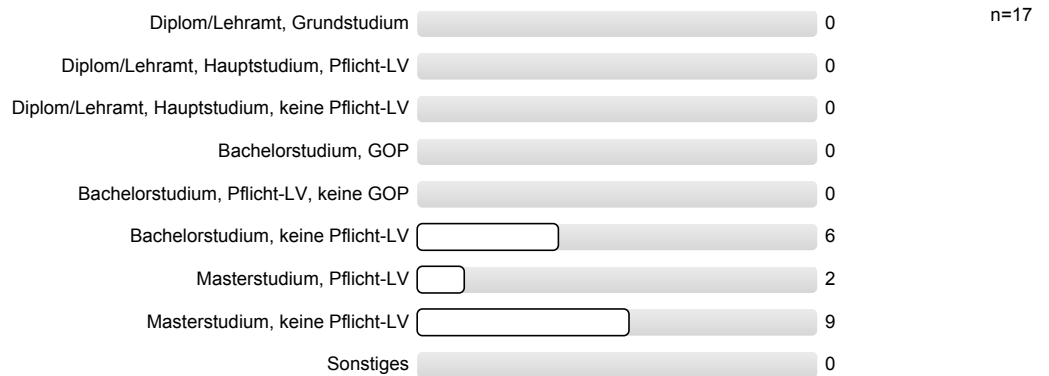 n=17
Diplom/Lehramt, Grundstudium 0
Diplom/Lehramt, Hauptstudium, Pflicht-LV 0
Diplom/Lehramt, Hauptstudium, keine Pflicht-LV 0
Bachelorstudium, GOP 0
Bachelorstudium, Pflicht-LV, keine GOP 0
Bachelorstudium, keine Pflicht-LV 6
Masterstudium, Pflicht-LV 2
Masterstudium, keine Pflicht-LV 9
Sonstiges 0